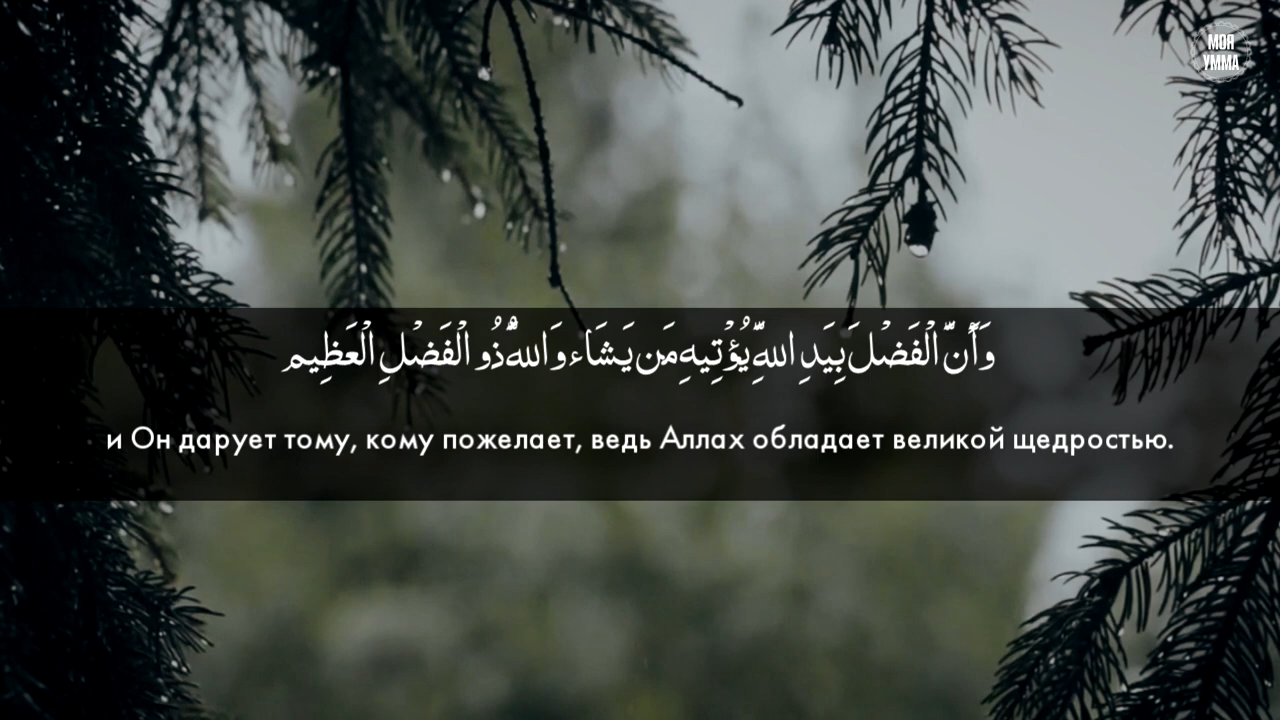 МОЯ
УММА
وَأَنَّ الْفَضْلَ بِيَدِ اللَّهِ يُؤْتِيهِ مَن يَشَاءُ وَاللَّهُ ذُو الْفَضْلِ الْعَظِيمِ
и Он дарует тому, кому пожелает, ведь Аллах обладает великой щедростью.